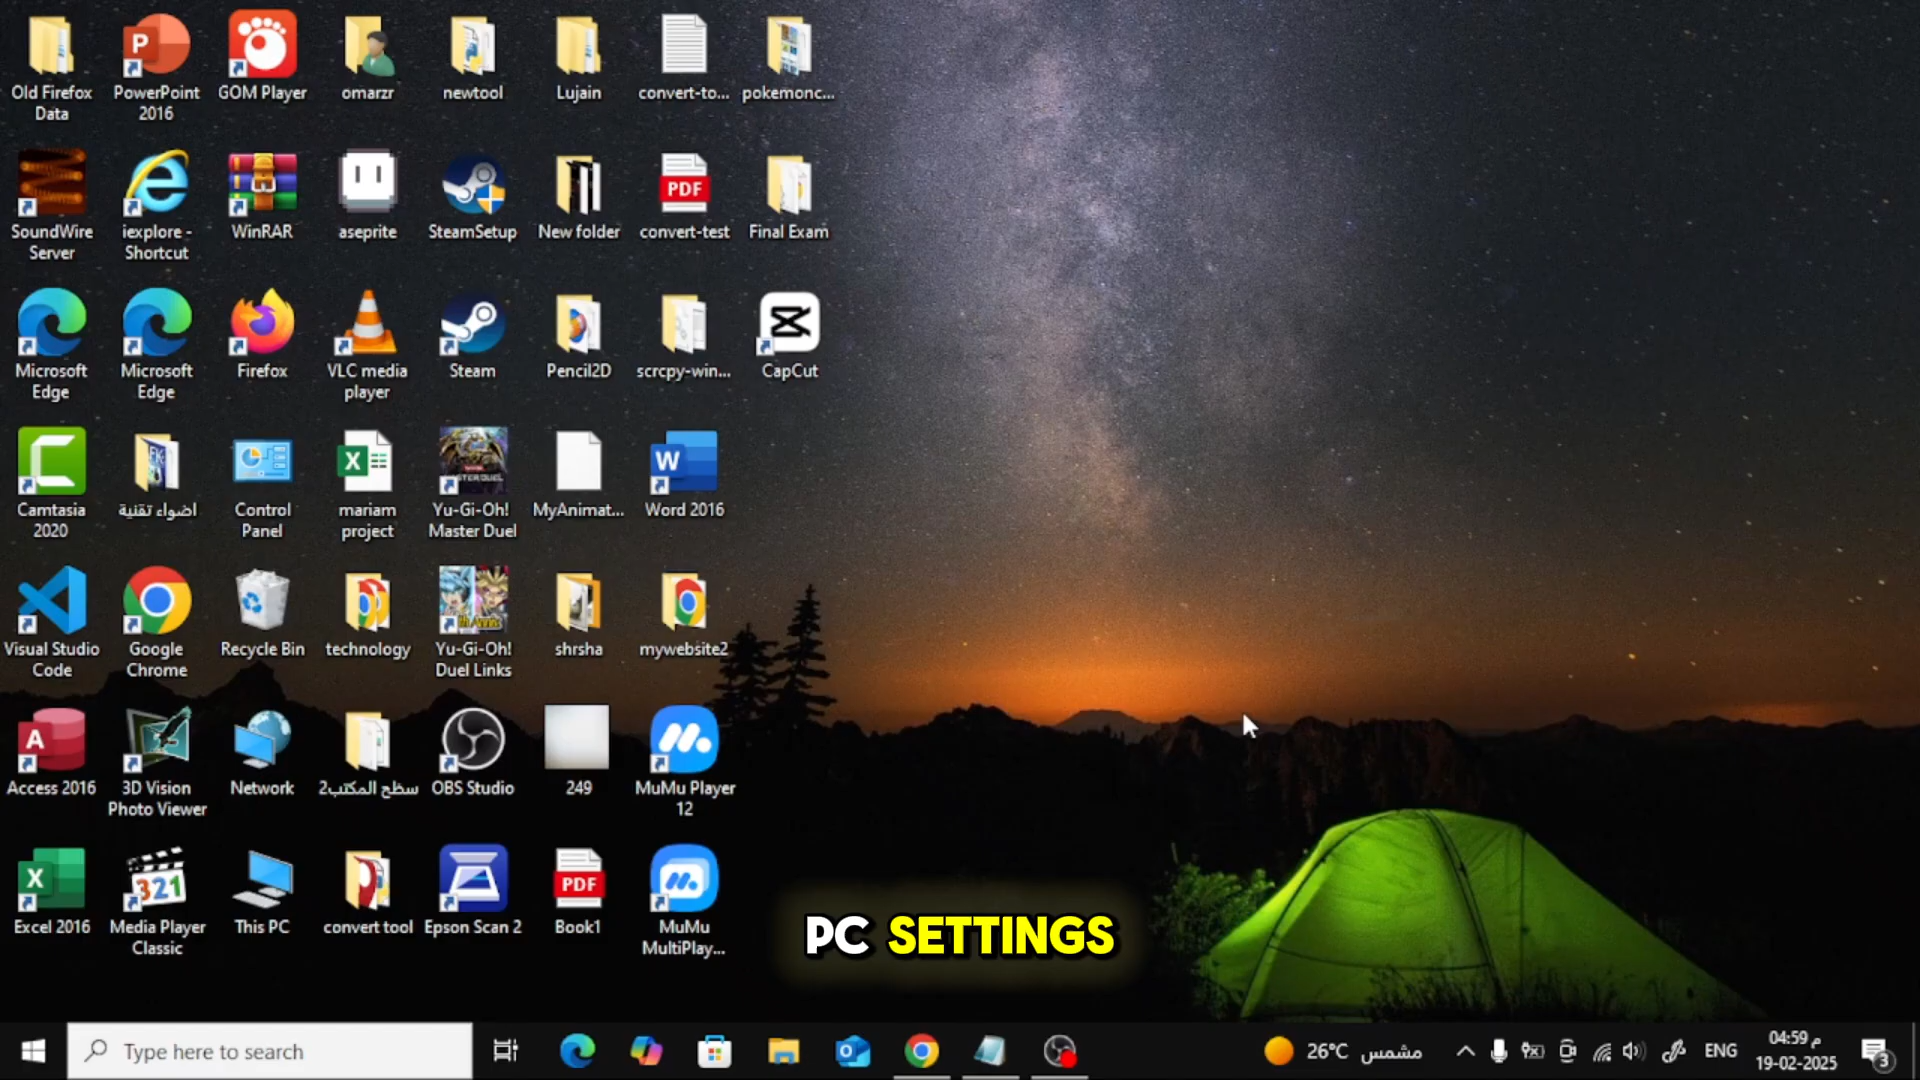 Old Firefox
Data
PowerPoint
2016
GOM Player
omarzr
newtool
Lujain
convert-to...
pokemonc...
SoundWire
Server
iexplore -
Shortcut
WinRAR
aseprite
SteamSetup
New folder
PDF
convert-test
Final Exam
Microsoft
Edge
Microsoft
Edge
Firefox
VLC media
player
Steam
Pencil2D
scrcpy-win...
CapCut
Camtasia
2020
اضواء تقنية
Control
Panel
mariam
project
Yu-Gi-Oh!
Master Duel
MyAnimat...
Word 2016
Visual Studio
Code
Google
Chrome
Recycle Bin
technology
Yu-Gi-Oh!
Duel Links
shrsha
mywebsite2
Access 2016
3D Vision
Photo Viewer
Network
سطح المكتب2
OBS Studio
249
MuMu Player
12
Excel 2016
321
Media Player
Classic
This PC
convert tool
Epson Scan 2
PDF
Book1
MuMu
MultiPlay...
PC SETTINGS
Type here to search
26°C مشمس
ENG
04:59 م
19-02-2025
3